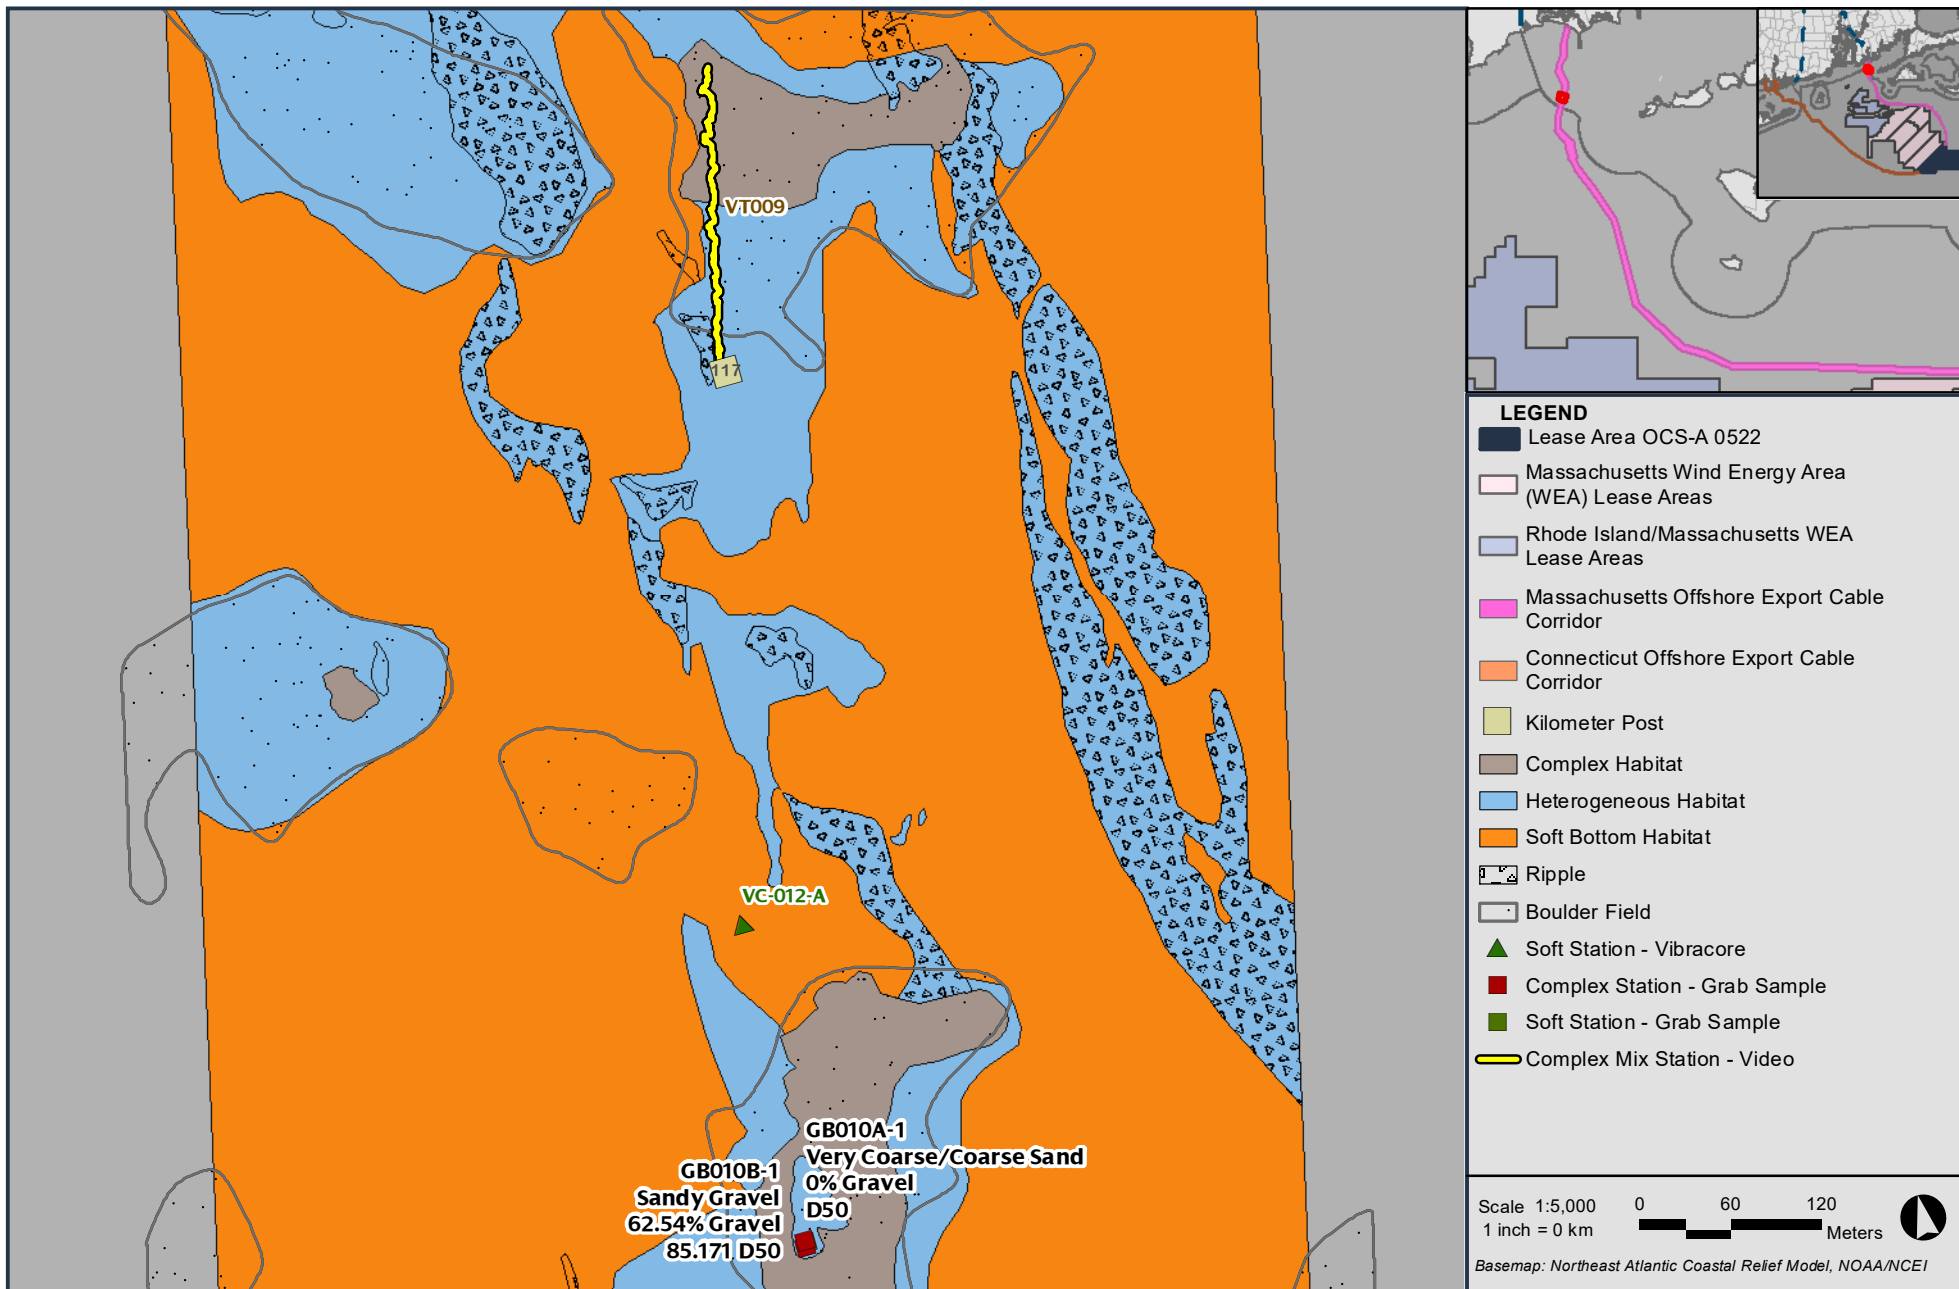 VT009
117
VC-012-A
GB010A-1
Very Coarse/Coarse Sand
0% Gravel
D50
GB010B-1
Sandy Gravel
62.54% Gravel
85.171 D50
LEGEND
Lease Area OCS-A 0522
Massachusetts Wind Energy Area
(WEA) Lease Areas
Rhode Island/Massachusetts WEA
Lease Areas
Massachusetts Offshore Export Cable
Corridor
Connecticut Offshore Export Cable
Corridor
Kilometer Post
Complex Habitat
Heterogeneous Habitat
Soft Bottom Habitat
Ripple
Boulder Field
Soft Station - Vibracore
Complex Station - Grab Sample
Soft Station - Grab Sample
Complex Mix Station - Video
Scale 1:5,000
1 inch = 0 km
0 60 120
Meters
Basemap: Northeast Atlantic Coastal Relief Model, NOAA/NCEI